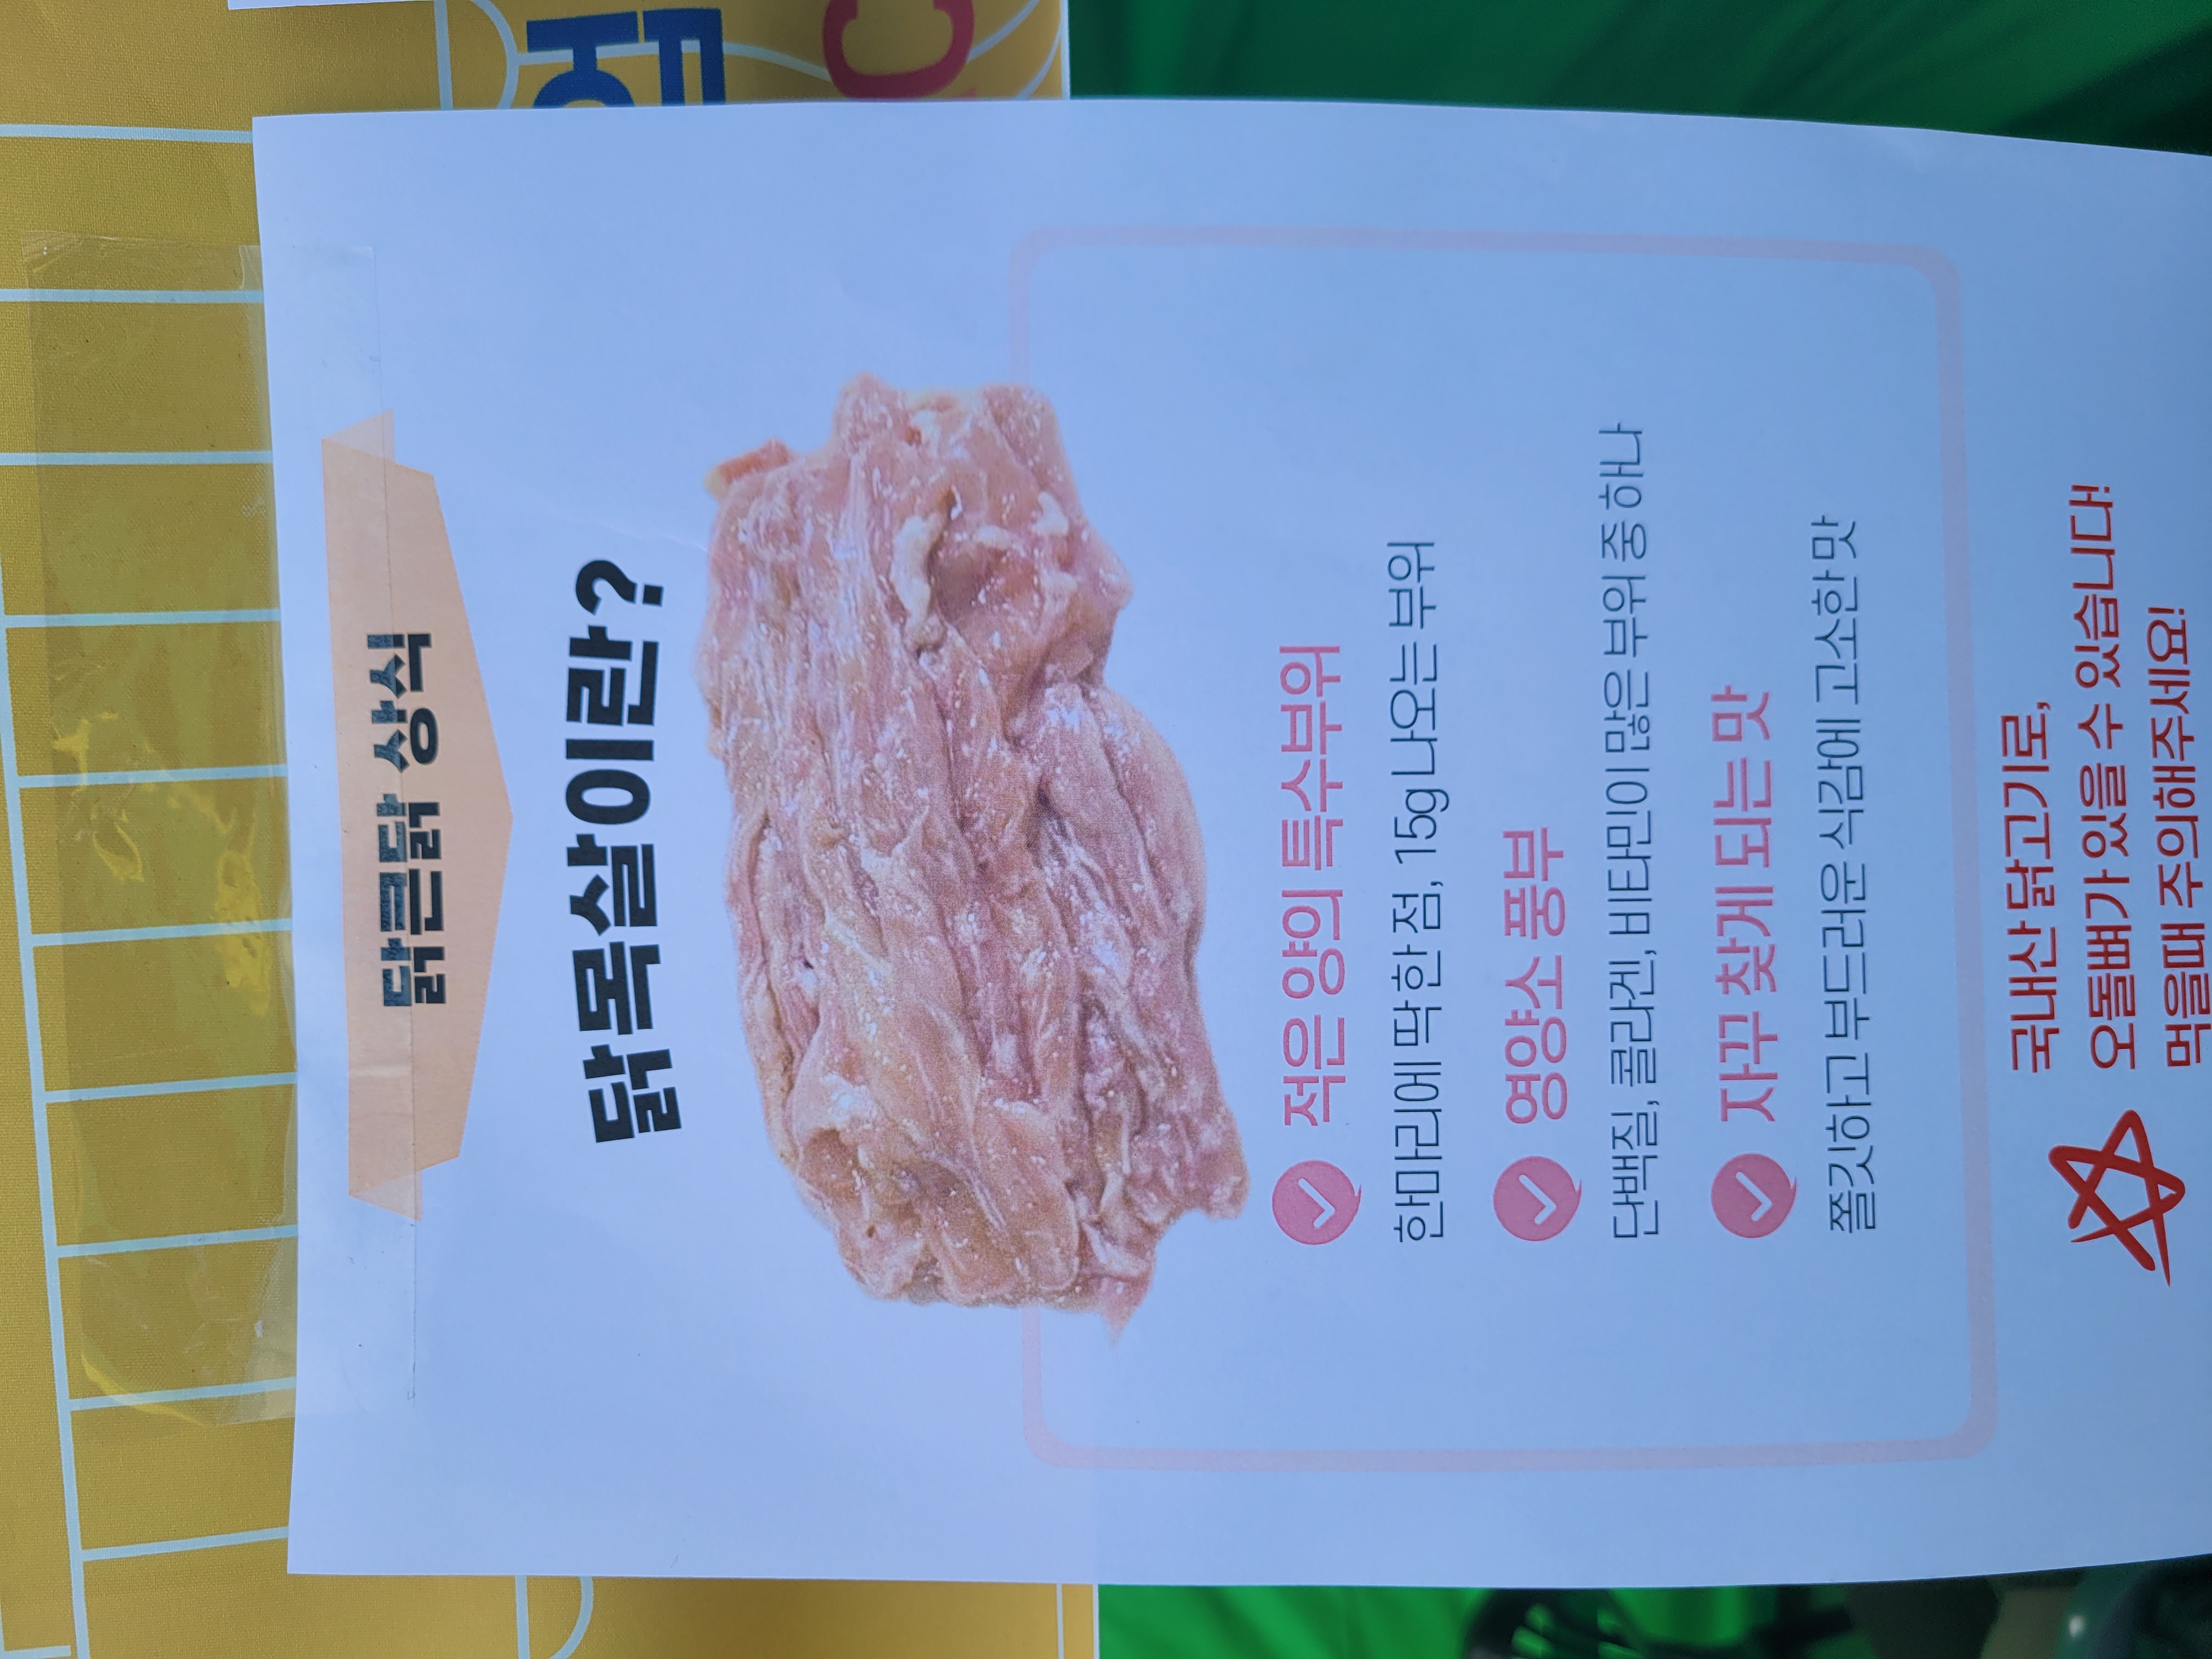 닭큰닭 상식
닭목살이란?
적은 양의 특수부위
한마리에 딱 한 점, 15g 나오는 부위
영양소 풍부
단백질, 콜라겐, 비타민이 많은 부위 중 하나
자꾸 찾게 되는 맛
쫄깃하고 부드러운 식감에 고소한 맛
국내산 닭고기로,
오돌뼈가 있을 수 있습니다!
먹을때 주의해주세요!